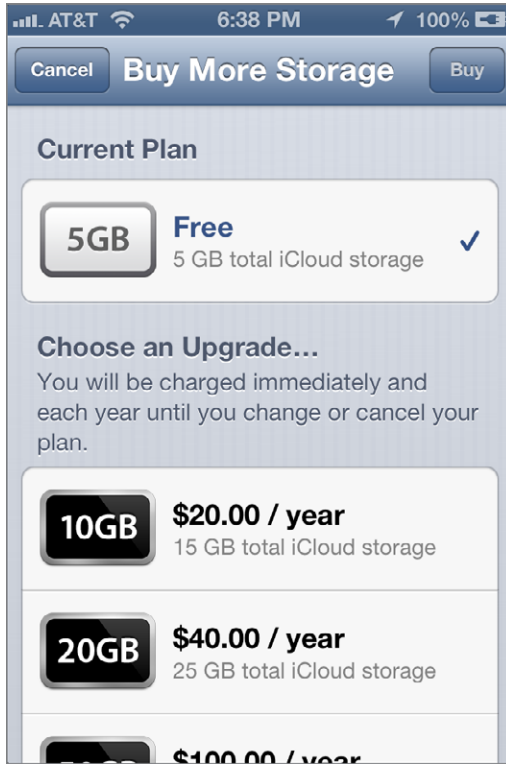 AT&T 6:38 PM 100%
Cancel Buy More Storage Buy
Current Plan
5GB Free
5 GB total iCloud storage
Choose an Upgrade...
You will be charged immediately and
each year until you change or cancel your
plan.
10GB $20.00 / year
15 GB total iCloud storage
20GB $40.00 / year
25 GB total iCloud storage
$100.00 / year